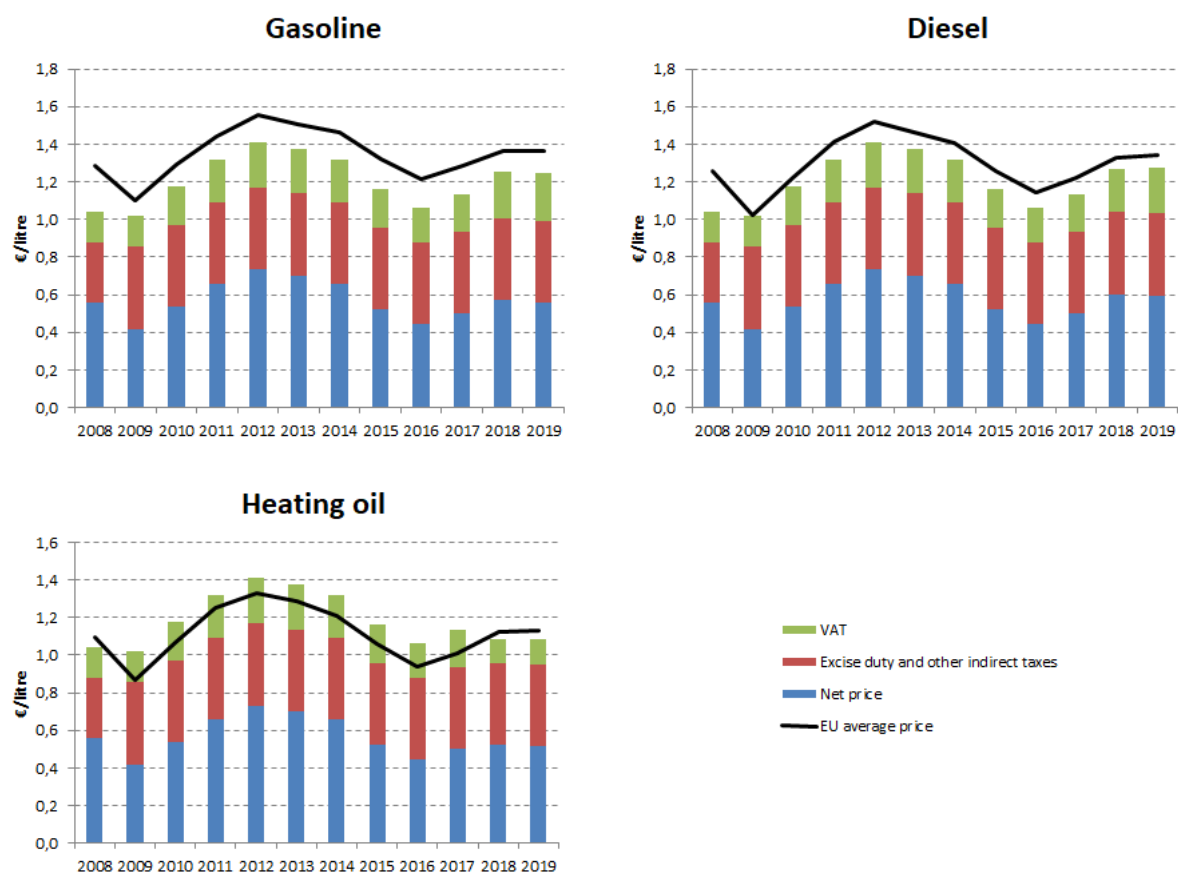 Gasoline
1,8
1,6
1,4
1,2
1,0
0,8
0,6
0,4
0,2
0,0
€/litre
2008 2009 2010 2011 2012 2013 2014 2015 2016 2017 2018 2019
Diesel
1,8
1,6
1,4
1,2
1,0
0,8
0,6
0,4
0,2
0,0
€/litre
2008 2009 2010 2011 2012 2013 2014 2015 2016 2017 2018 2019
Heating oil
1,6
1,4
1,2
1,0
0,8
0,6
0,4
0,2
0,0
€/litre
2008 2009 2010 2011 2012 2013 2014 2015 2016 2017 2018 2019
VAT
Excise duty and other indirect taxes
Net price
EU average price